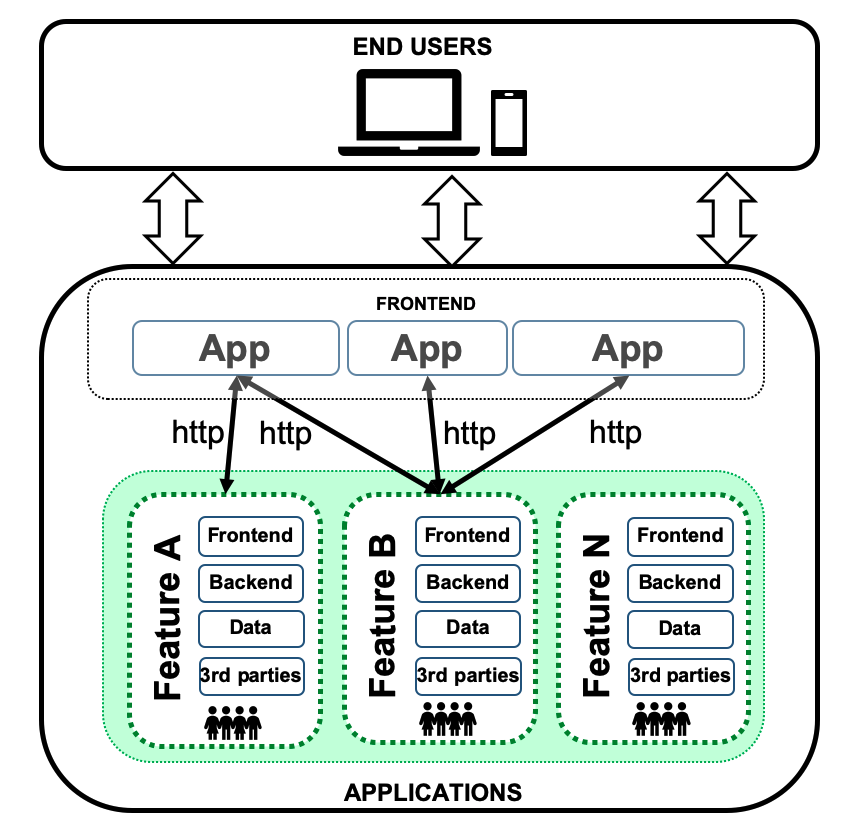 END USERS
FRONTEND
App App App
http http http http
Feature A
Frontend
Backend
Data
3rd parties
Feature B
Frontend
Backend
Data
3rd parties
Feature N
Frontend
Backend
Data
3rd parties
APPLICATIONS